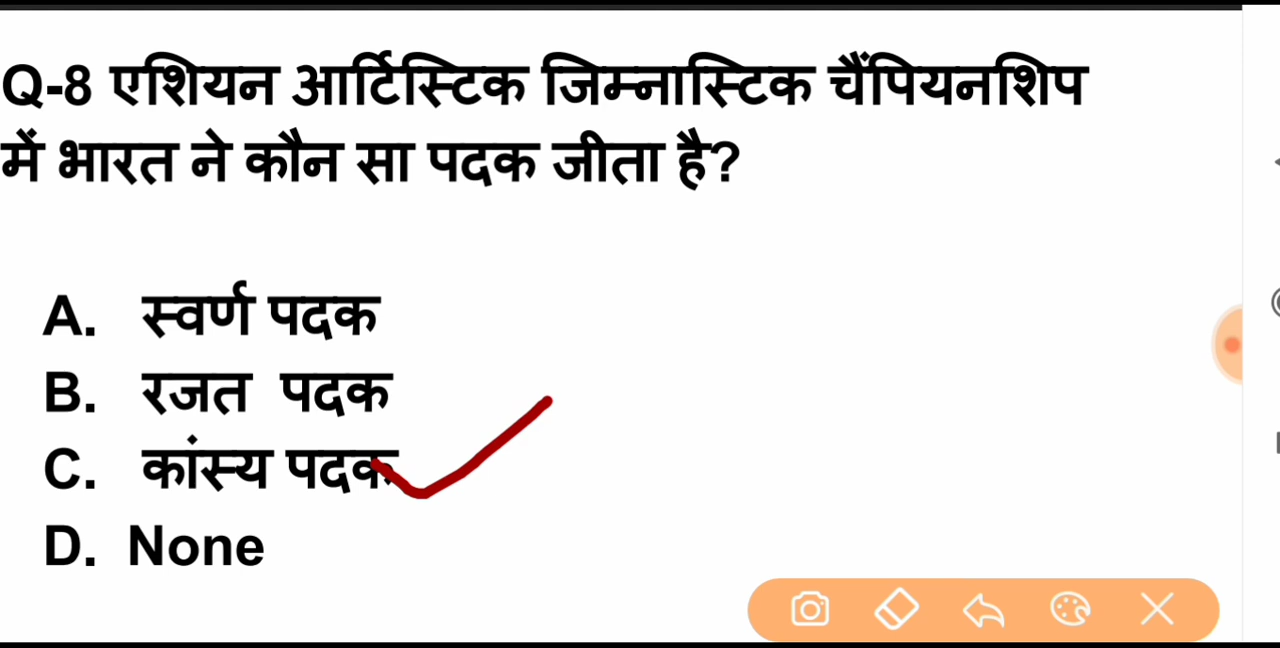 Q-8 एशियन आर्टिस्टिक जिम्नास्टिक चैंपियनशिप
में भारत ने कौन सा पदक जीता है?
A. स्वर्ण पदक
B. रजत पदक
C. कांस्य पदक
D. None